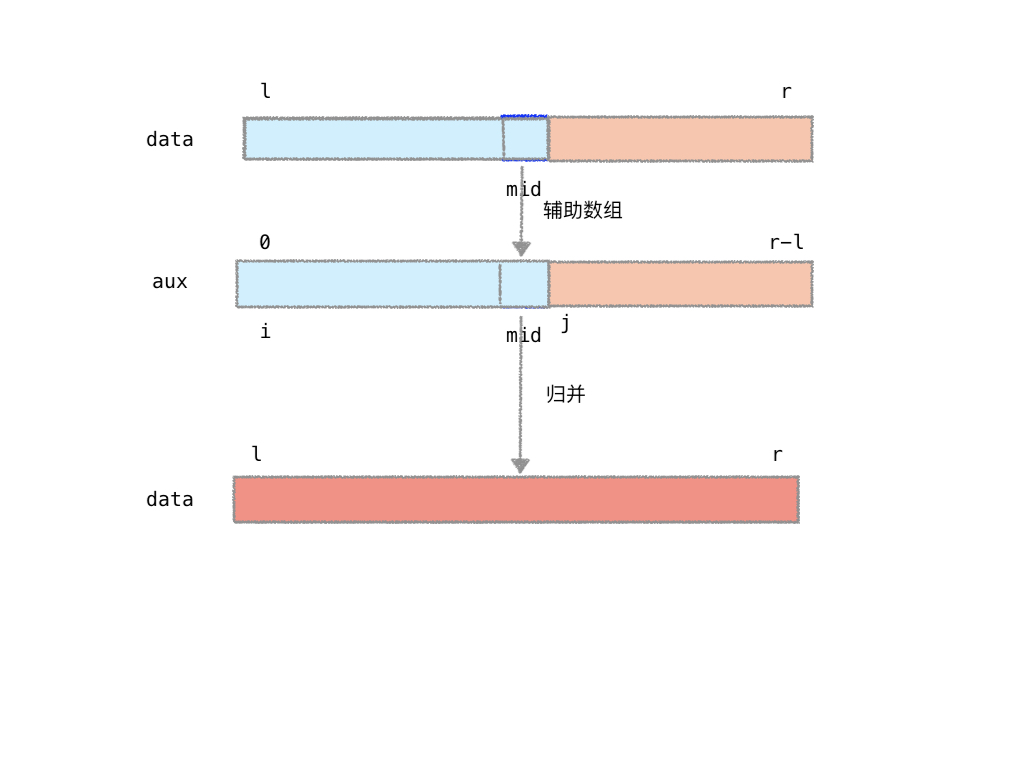 l r
data
mid
辅助数组
0 r-l
aux
i mid j
归并
l r
data